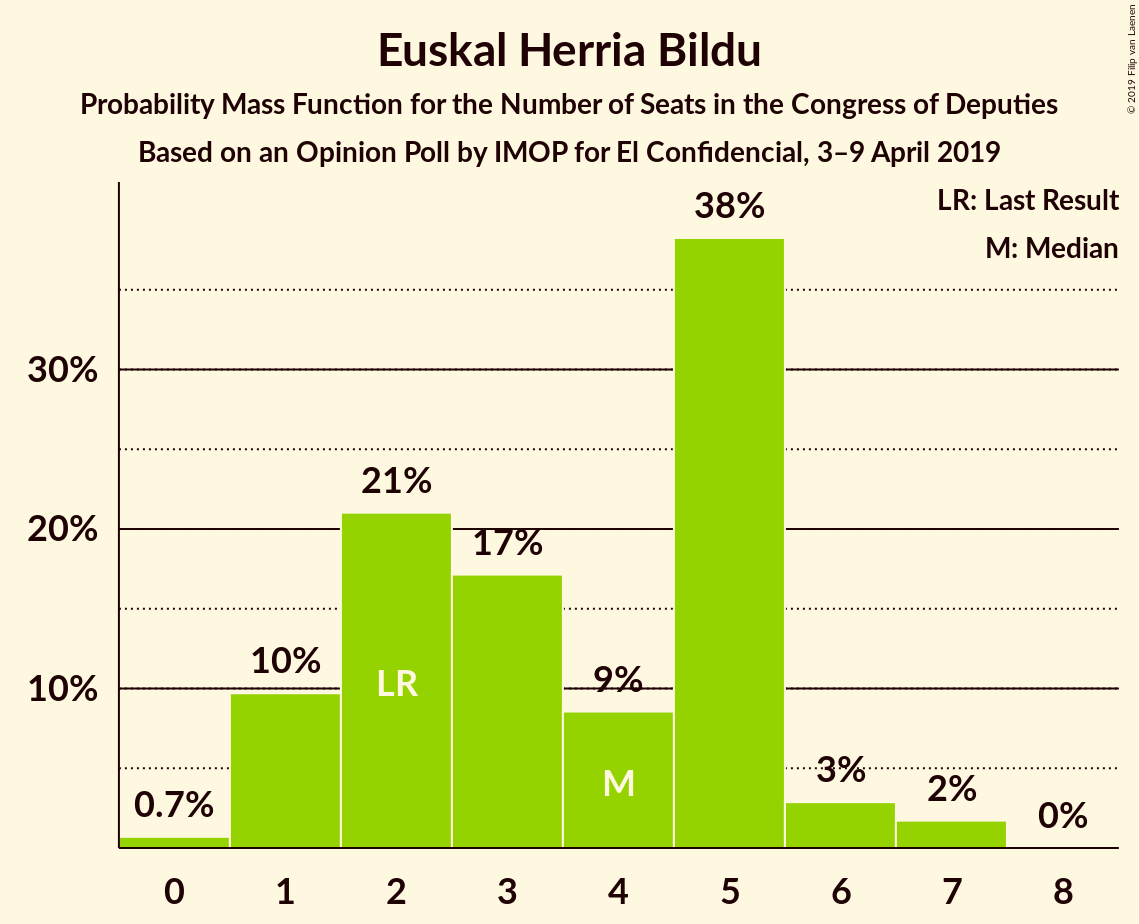 Euskal Herria Bildu
Probability Mass Function for the Number of Seats in the Congress of Deputies
Based on an Opinion Poll by IMOP for El Confidencial, 3–9 April 2019
© 2019 Filip van Laenen
LR: Last Result
M: Median
38%
30%
21%
20%
17%
10%
10%
LR
9%
M
3%
2%
0.7%
0%
0 1 2 3 4 5 6 7 8